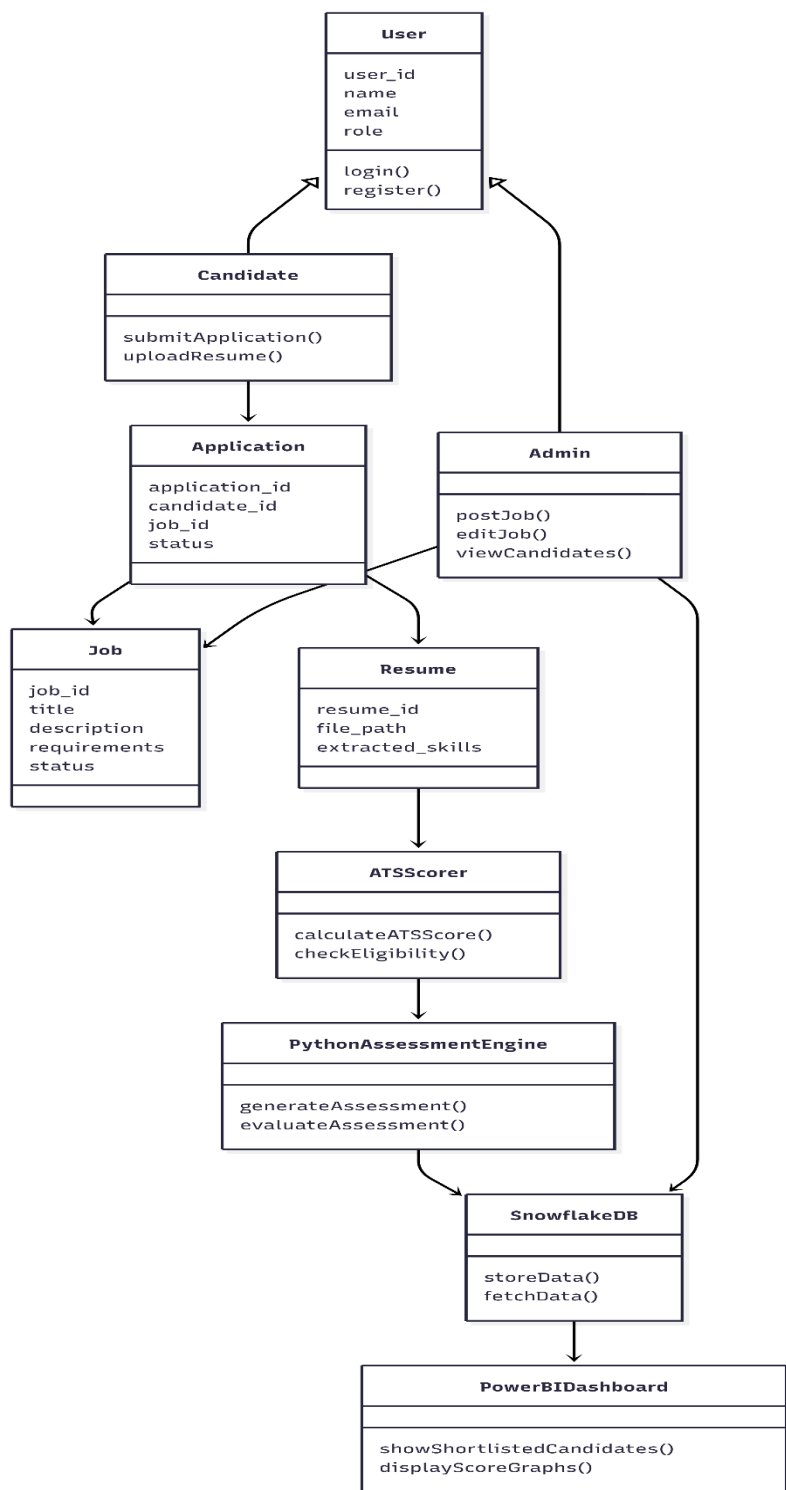 User
user_id
name
email
role
login()
register()
Candidate
submitApplication()
uploadResume()
Application
application_id
candidate_id
job_id
status
Admin
postJob()
editJob()
viewCandidates()
Job
job_id
title
description
requirements
status
Resume
resume_id
file_path
extracted_skills
ATSScorer
calculateATSScore()
checkEligibility()
PythonAssessmentEngine
generateAssessment()
evaluateAssessment()
SnowflakeDB
storeData()
fetchData()
PowerBIDashboard
showShortlistedCandidates()
displayScoreGraphs()